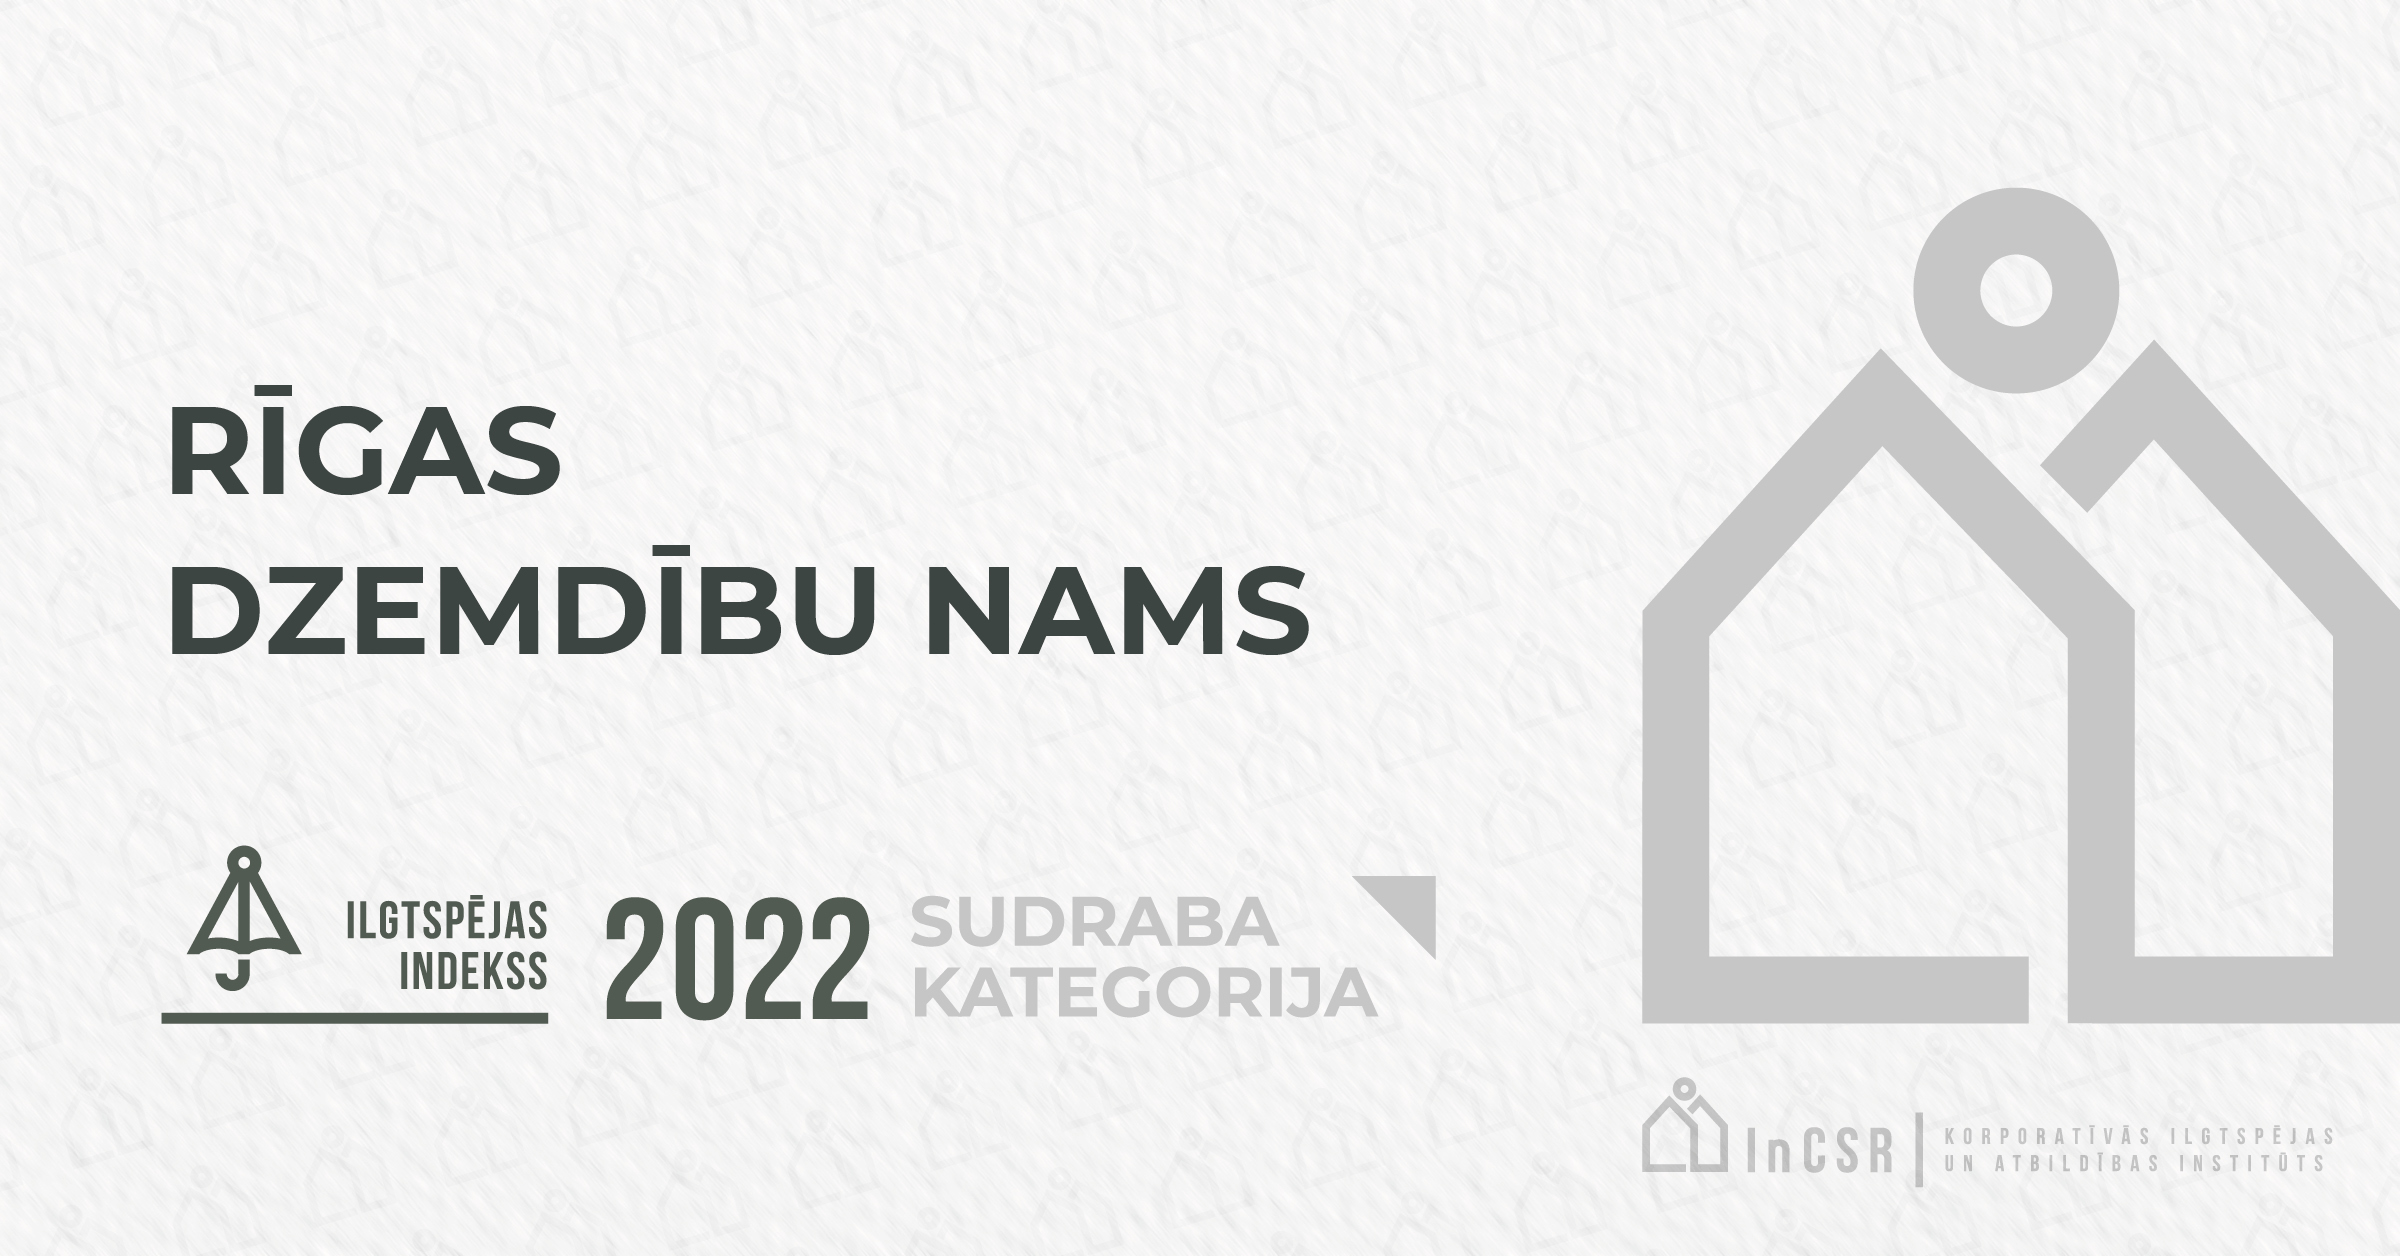 RĪGAS
DZEMDĪBU NAMS
ILGTSPĒJAS
INDEKSS
2022
SUDRABA
KATEGORIJA
InCSR
KORPORATĪVĀS ILGTSPĒJAS
UN ATBILDĪBAS INSTITŪTS